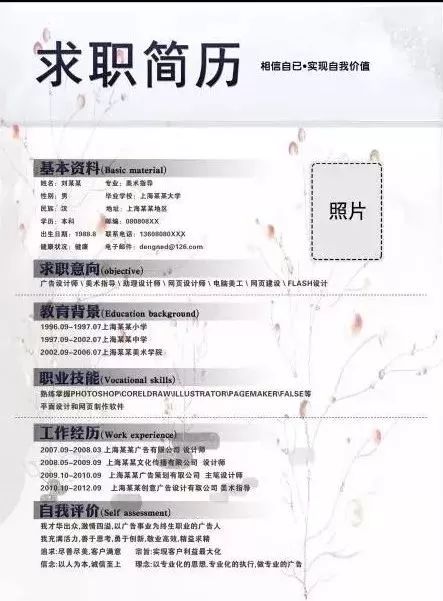 求职简历 相信自已•实现自我价值
基本资料(Basic material)
姓名：刘某某 专业：美术指导
性别：男 毕业学校：上海某某大学
民族：汉 地址：上海某某地区
学历：本科 邮编：080808XX
出生日期：1988.8 联系电话：13608080XXX
健康状况：健康 电子邮件：dengned@126.com
照片
求职意向(objective)
广告设计师\美术指导\助理设计师\网页设计师\电脑美工\网页建设\FLASH设计
教育背景(Education background)
1996.09-1997.07上海某某小学
1997.09-2002.07上海某某中学
2002.09-2006.07上海某某美术学院
职业技能(Vocational skills)
熟练掌握PHOTOSHOP\CORELDRAW\ILLUSTRATOR\PAGEMAKER\FALSE等
平面设计和网页制作软件
工作经历(Work experience)
2007.09-2008.03上海某某广告有限公司 设计师
2008.05-2009.09 上海某某文化传播有限公司 设计师
2009.10-2010.09 上海某某广告策划有限公司 主笔设计师
2010.10-2012.09 上海某某创意广告设计有限公司 美术指导
自我评价(Self assessment)
我才华出众,激情四溢,以广告事业为终生职业的广告人
我充满活力,善于思考,勇于创新,敬业高效,精益求精
追求:尽善尽美,客户满意 宗旨:实现客户利益最大化
信念:以人为本,诚信至上 理念:以专业化的思想,专业化的执行,做专业的广告